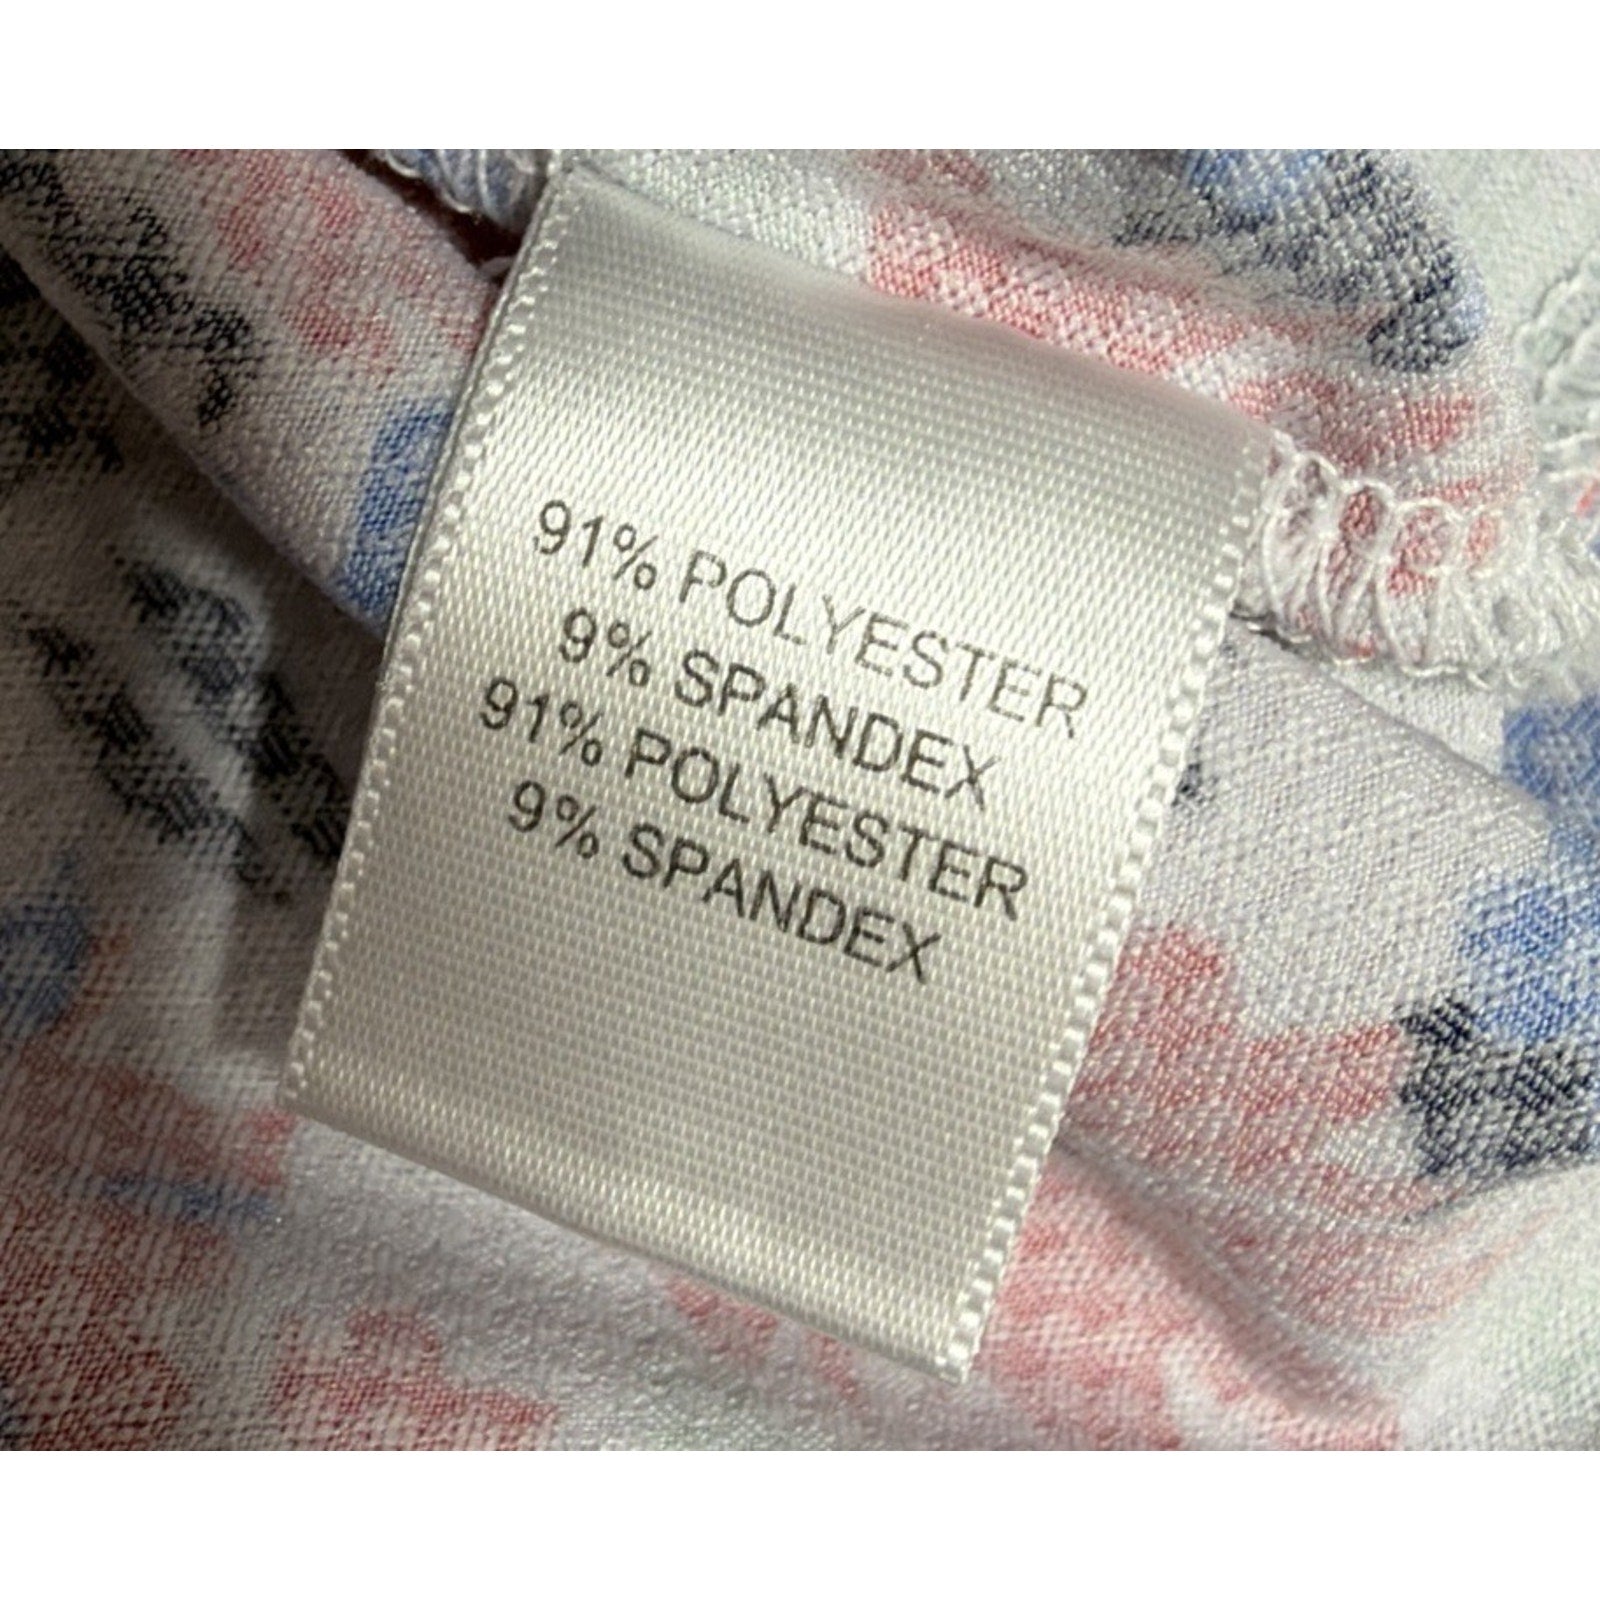 91% POLYESTER
9% SPANDEX
91% POLYESTER
9% SPANDEX